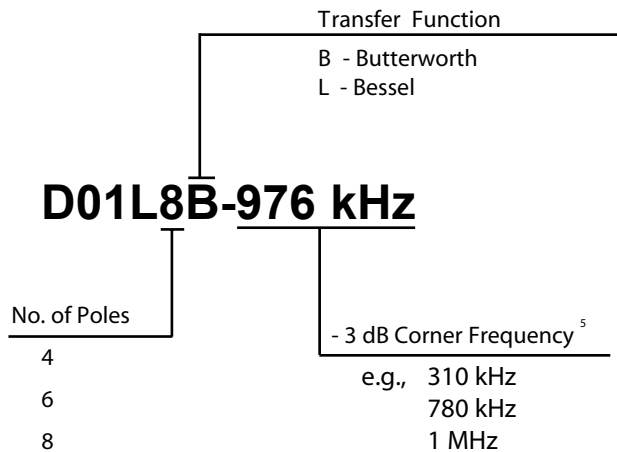 Transfer Function
B - Butterworth
L - Bessel
D01L8B-976 kHz
No. of Poles
4
6
8
- 3 dB Corner Frequency 5
e.g., 310 kHz
780 kHz
1 MHz